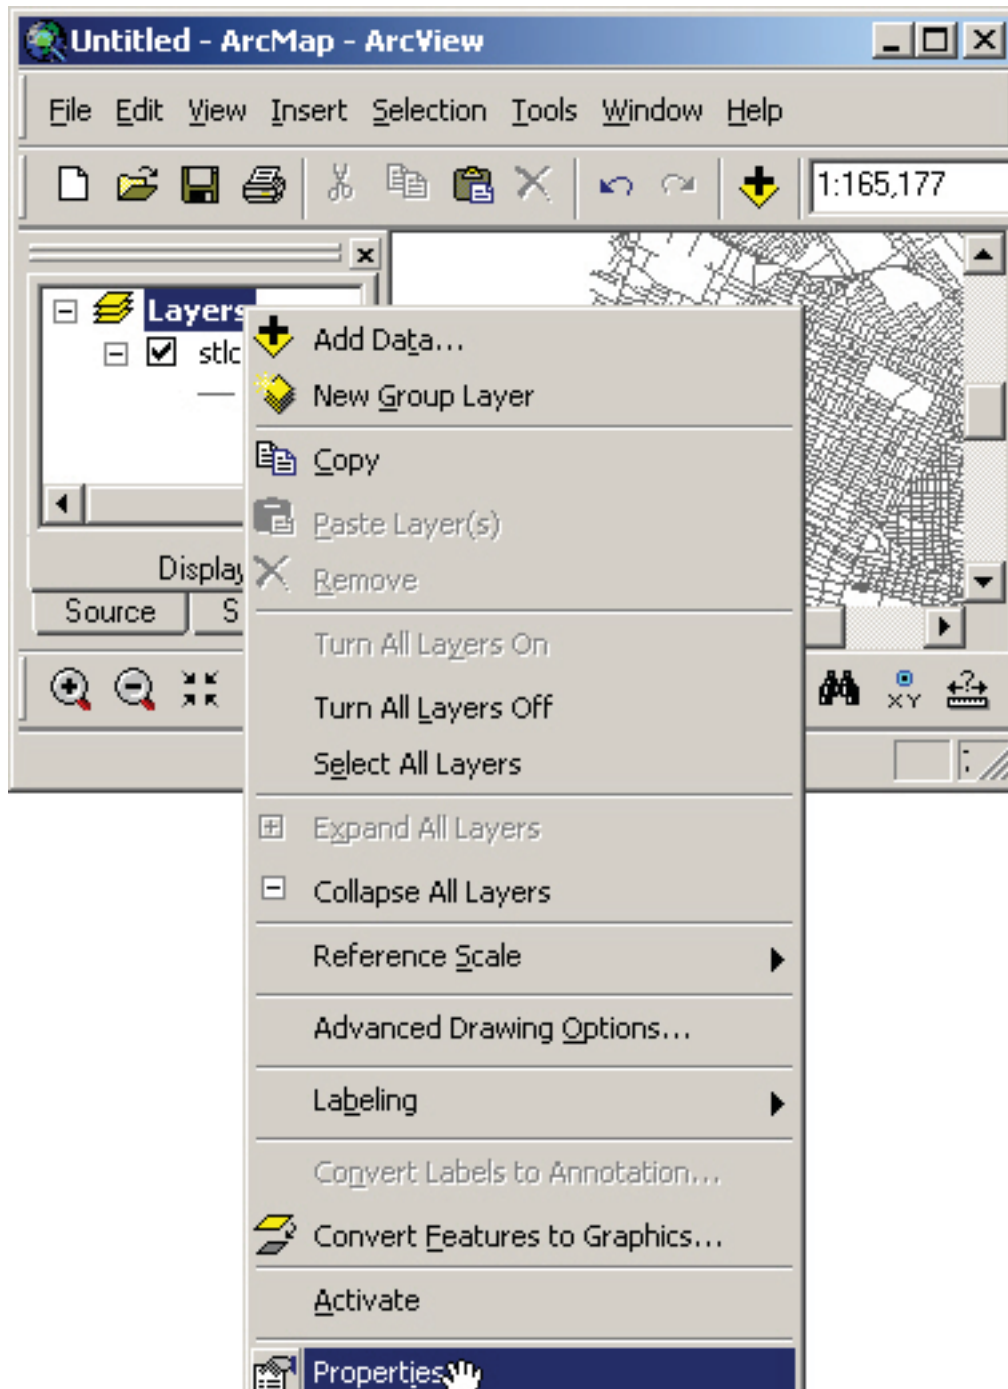 Untitled - ArcMap - ArcView
File Edit View Insert Selection Tools Window Help
1:165,177
Layers
stlc
Display
Source S
Add Data...
New Group Layer
Copy
Paste Layer(s)
Remove
Turn All Layers On
Turn All Layers Off
Select All Layers
Expand All Layers
Collapse All Layers
Reference Scale
Advanced Drawing Options...
Labeling
Convert Labels to Annotation...
Convert Features to Graphics...
Activate
Properties
XY